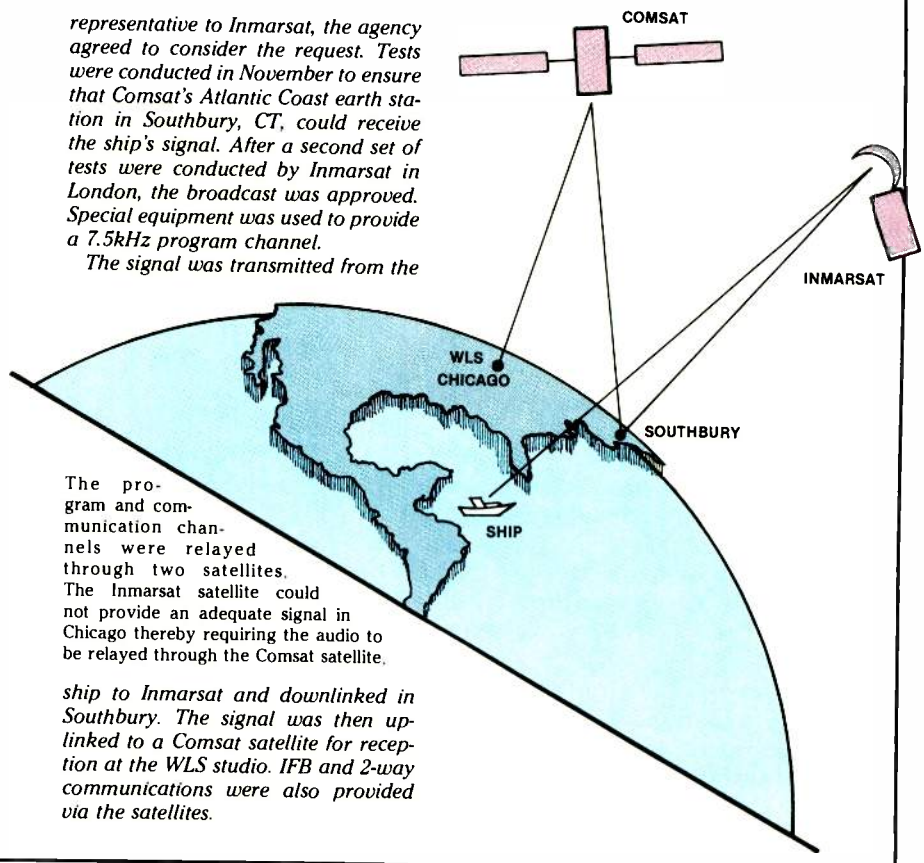 representative to Inmarsat, the agency
agreed to consider the request. Tests
were conducted in November to ensure
that Comsat's Atlantic Coast earth sta-
tion in Southbury, CT, could receive
the ship's signal. After a second set of
tests were conducted by Inmarsat in
London, the broadcast was approved.
Special equipment was used to provide
a 7.5kHz program channel.
The signal was transmitted from the
COMSAT
INMARSAT
WLS
CHICAGO
SOUTHBURY
SHIP
The pro-
gram and com-
munication chan-
nels were relayed
through two satellites.
The Inmarsat satellite could
not provide an adequate signal in
Chicago thereby requiring the audio to
be relayed through the Comsat satellite.
ship to Inmarsat and downlinked in
Southbury. The signal was then up-
linked to a Comsat satellite for recep-
tion at the WLS studio. IFB and 2-way
communications were also provided
via the satellites.